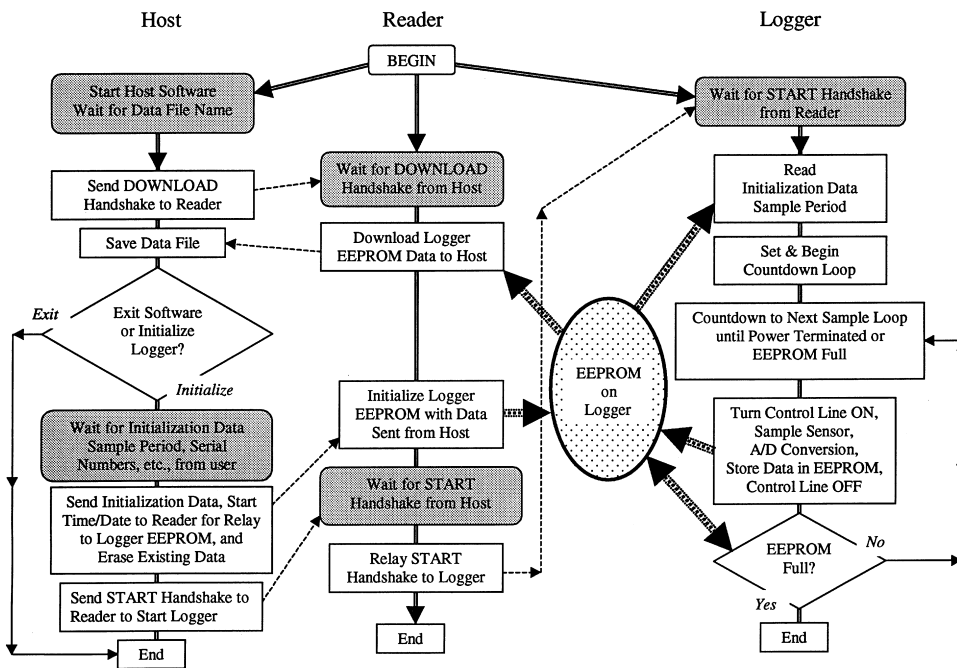 Host
Reader
Logger
BEGIN
Start Host Software
Wait for Data File Name
Send DOWNLOAD
Handshake to Reader
Save Data File
Exit
Exit Software
or Initialize
Logger?
Initialize
Wait for Initialization Data
Sample Period, Serial
Numbers, etc., from user
Send Initialization Data, Start
Time/Date to Reader for Relay
to Logger EEPROM, and
Erase Existing Data
Send START Handshake to
Reader to Start Logger
End
Wait for DOWNLOAD
Handshake from Host
Download Logger
EEPROM Data to Host
Initialize Logger
EEPROM with Data
Sent from Host
Wait for START
Handshake from Host
Relay START
Handshake to Logger
End
EEPROM
on
Logger
Wait for START Handshake
from Reader
Read
Initialization Data
Sample Period
Set & Begin
Countdown Loop
Countdown to Next Sample Loop
until Power Terminated or
EEPROM Full
Turn Control Line ON,
Sample Sensor,
A/D Conversion,
Store Data in EEPROM,
Control Line OFF
EEPROM
Full?
No
Yes
End